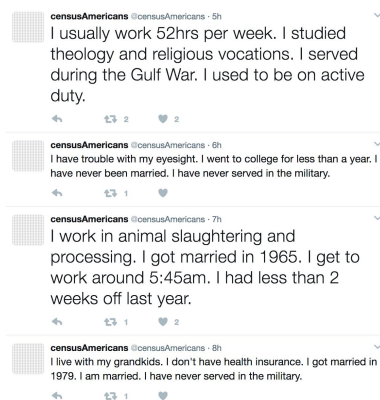 censusAmericans @censusAmericans · 5h
I usually work 52hrs per week. I studied
theology and religious vocations. I served
during the Gulf War. I used to be on active
duty.
2 2
censusAmericans @censusAmericans · 6h
I have trouble with my eyesight. I went to college for less than a year. I
have never been married. I have never served in the military.
1
censusAmericans @censusAmericans · 7h
I work in animal slaughtering and
processing. I got married in 1965. I get to
work around 5:45am. I had less than 2
weeks off last year.
1 2
censusAmericans @censusAmericans · 8h
I live with my grandkids. I don't have health insurance. I got married in
1979. I am married. I have never served in the military.
1